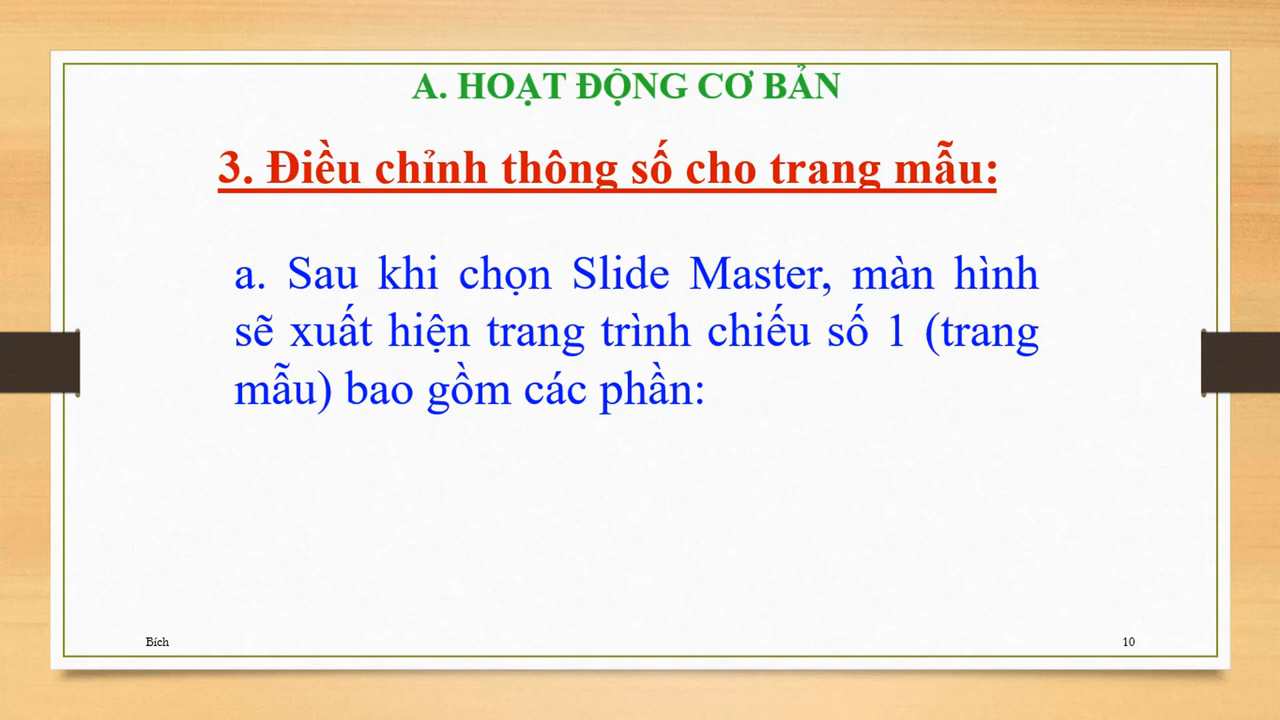 A. HOẠT ĐỘNG CƠ BẢN
3. Điều chỉnh thông số cho trang mẫu:
a. Sau khi chọn Slide Master, màn hình
sẽ xuất hiện trang trình chiếu số 1 (trang
mẫu) bao gồm các phần:
Bích
10